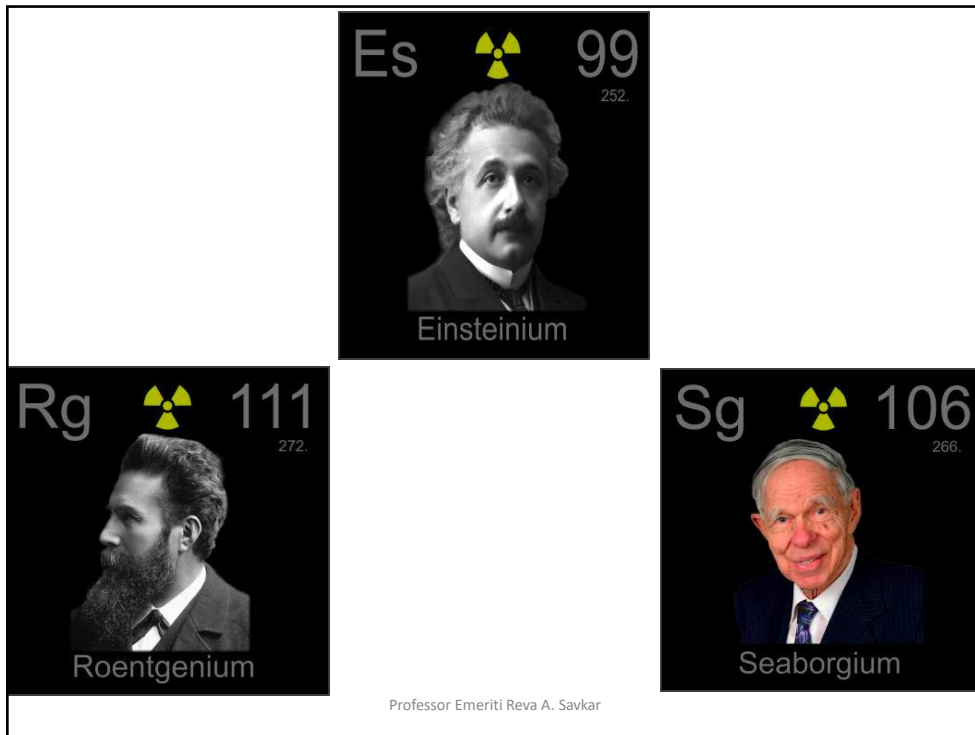 Es 99
252.
Einsteinium
Rg 111
272.
Roentgenium
Sg 106
266.
Seaborgium
Professor Emeriti Reva A. Savkar